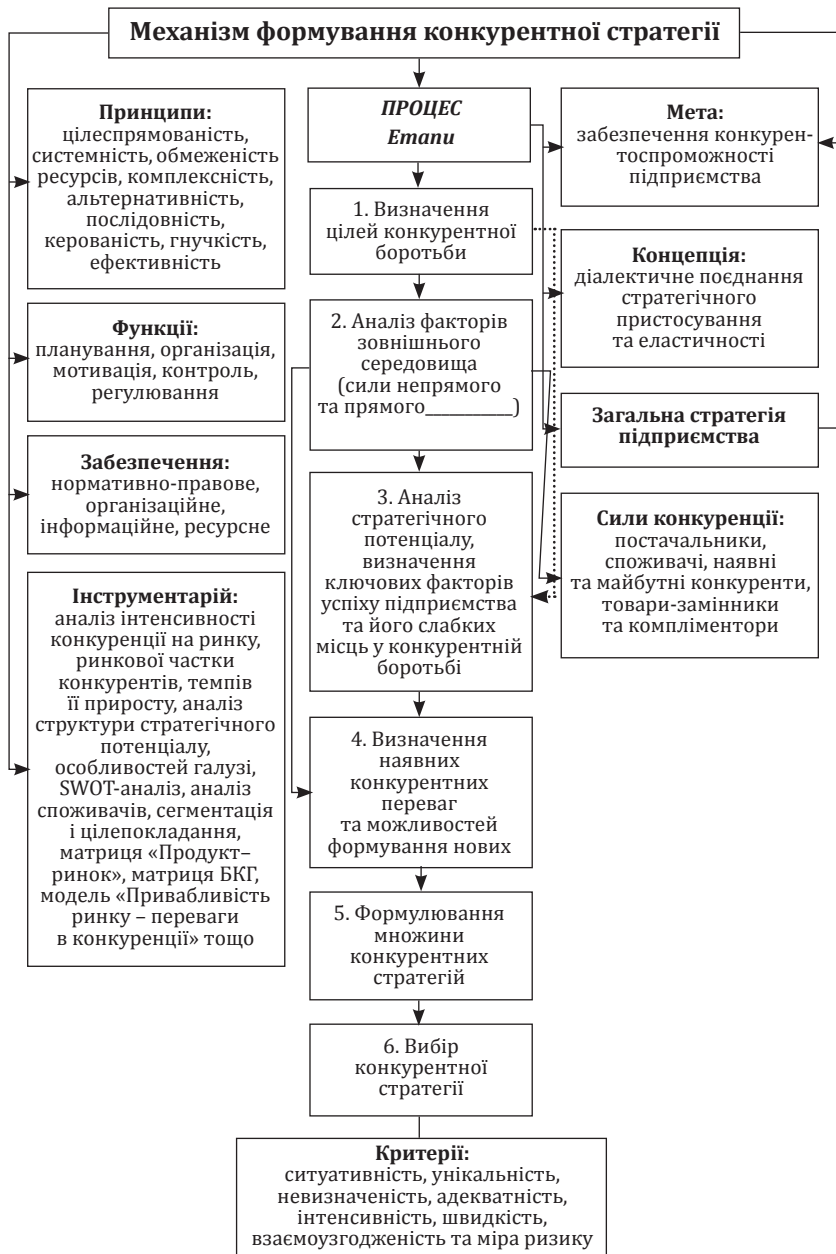 Механізм формування конкурентної стратегії
Принципи:
цілеспрямованість,
системність, обмеженість
ресурсів, комплексність,
альтернативність,
послідовність,
керованість, гнучкість,
ефективність
Функції:
планування, організація,
мотивація, контроль,
регулювання
Забезпечення:
нормативно-правове,
організаційне,
інформаційне, ресурсне
Інструментарій:
аналіз інтенсивності
конкуренції на ринку,
ринкової частки
конкурентів, темпів
її приросту, аналіз
структури стратегічного
потенціалу,
особливостей галузі,
SWOT-аналіз, аналіз
споживачів, сегментація
і цілепокладання,
матриця «Продукт–
ринок», матриця БКГ,
модель «Привабливість
ринку – переваги
в конкуренції» тощо
ПРОЦЕС
Етапи
1. Визначення
цілей конкурентної
боротьби
2. Аналіз факторів
зовнішнього
середовища
(сили непрямого
та прямого___________)
3. Аналіз
стратегічного
потенціалу,
визначення
ключових факторів
успіху підприємства
та його слабких
місць у конкурентній
боротьбі
4. Визначення
наявних
конкурентних
переваг
та можливостей
формування нових
5. Формулювання
множини
конкурентних
стратегій
6. Вибір
конкурентної
стратегії
Критерії:
ситуативність, унікальність,
невизначеність, адекватність,
інтенсивність, швидкість,
взаємоузгодженість та міра ризику
Мета:
забезпечення конкурен-
тоспроможності
підприємства
Концепція:
діалектичне поєднання
стратегічного
пристосування
та еластичності
Загальна стратегія
підприємства
Сили конкуренції:
постачальники,
споживачі, наявні
та майбутні конкуренти,
товари-замінники
та компліментори